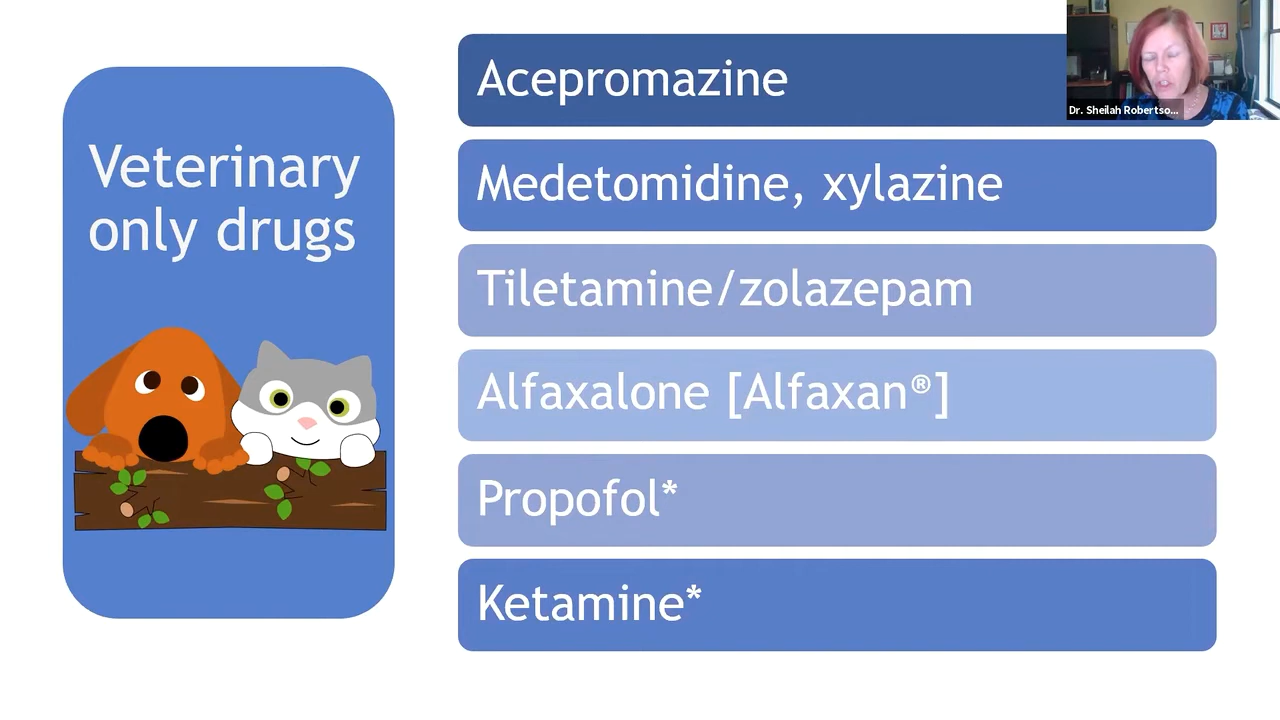 Veterinary
only drugs
Acepromazine
Medetomidine, xylazine
Tiletamine/zolazepam
Alfaxalone [Alfaxan®]
Propofol*
Ketamine*
Dr. Sheilah Robertso...